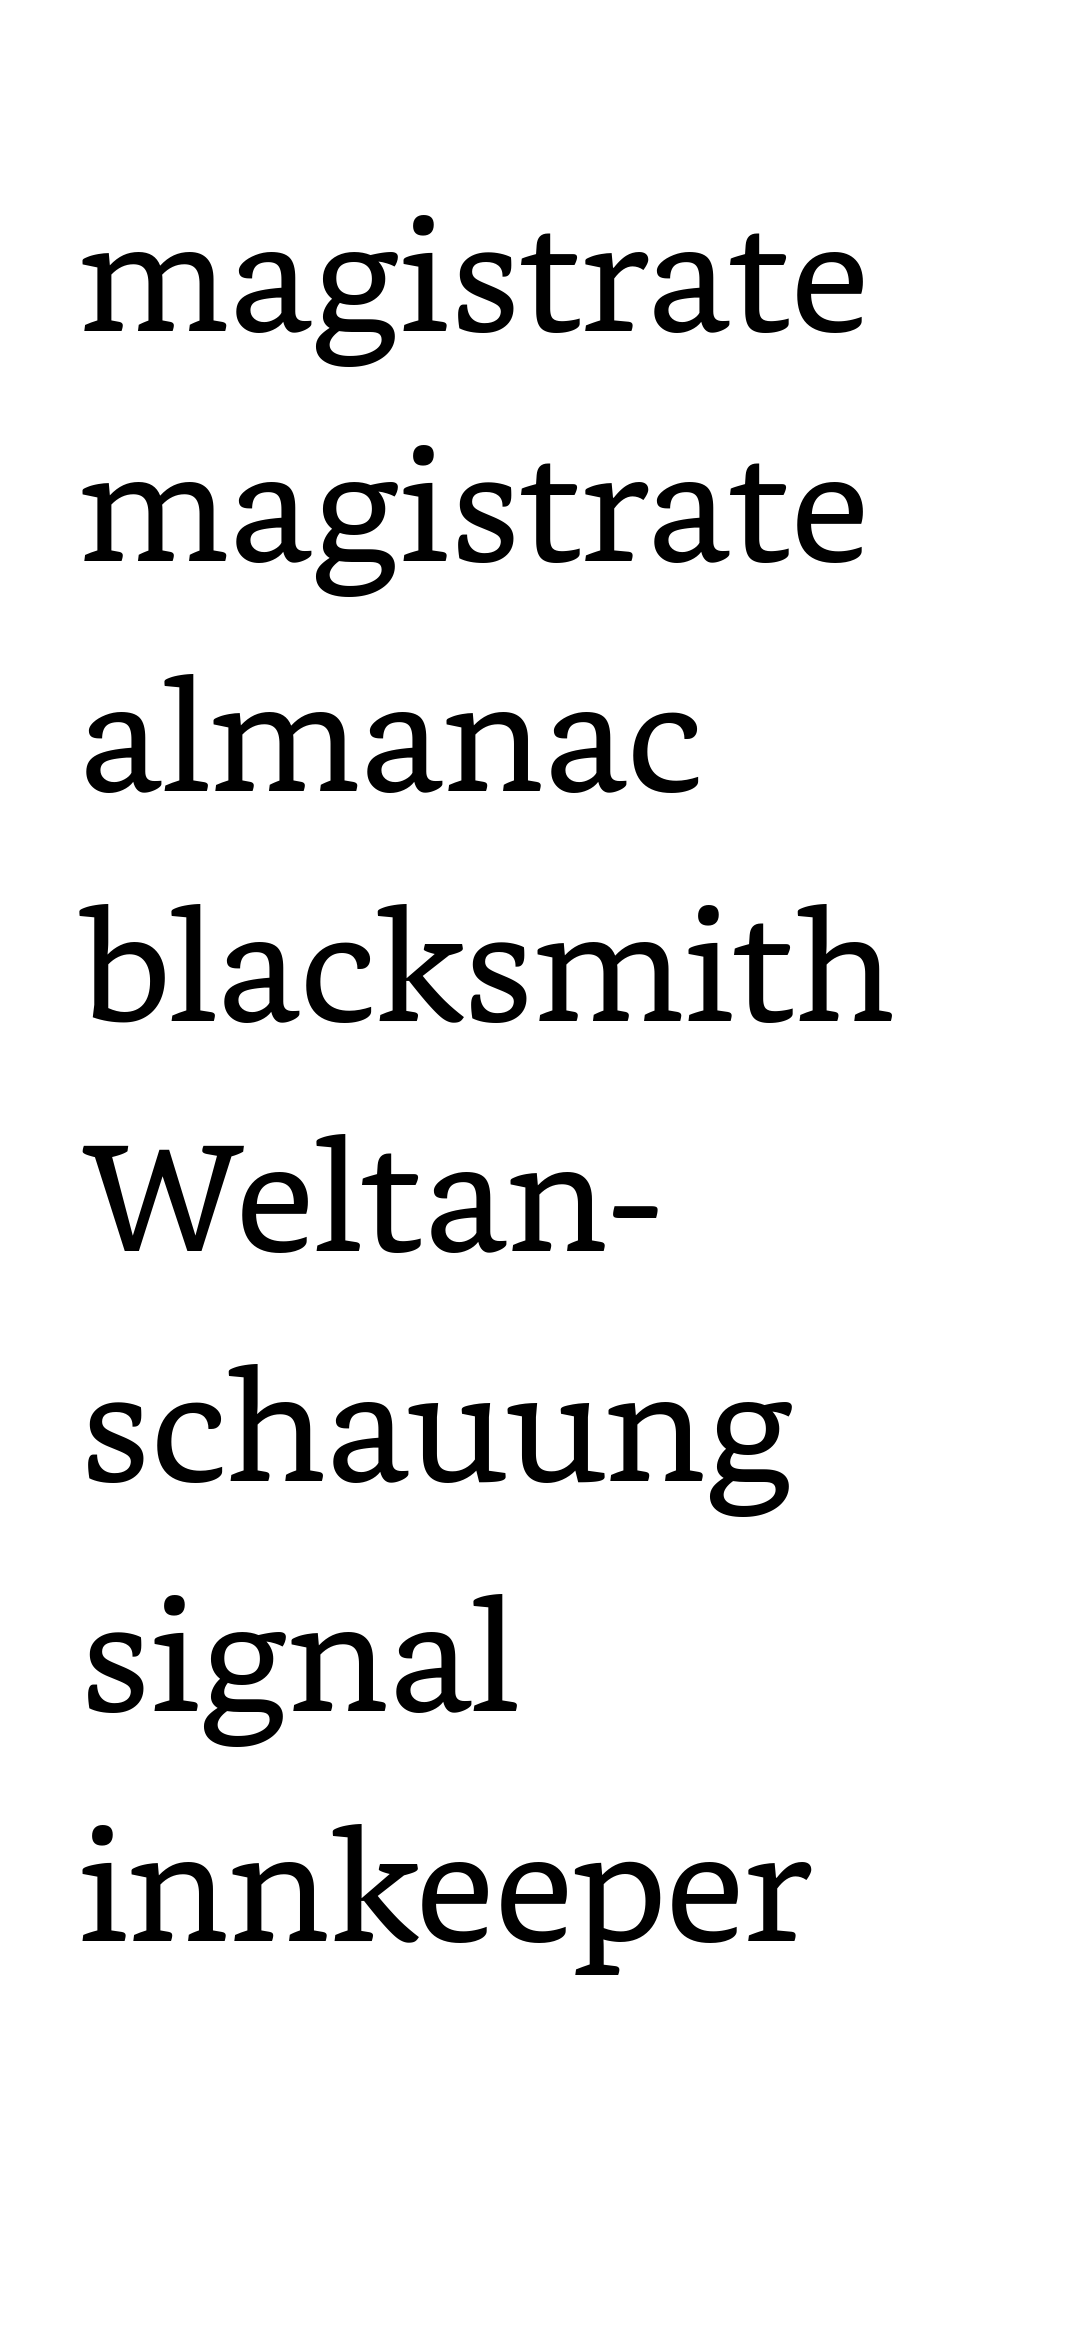 magistrate
magistrate
almanac
blacksmith
Weltan-
schauung
signal
innkeeper